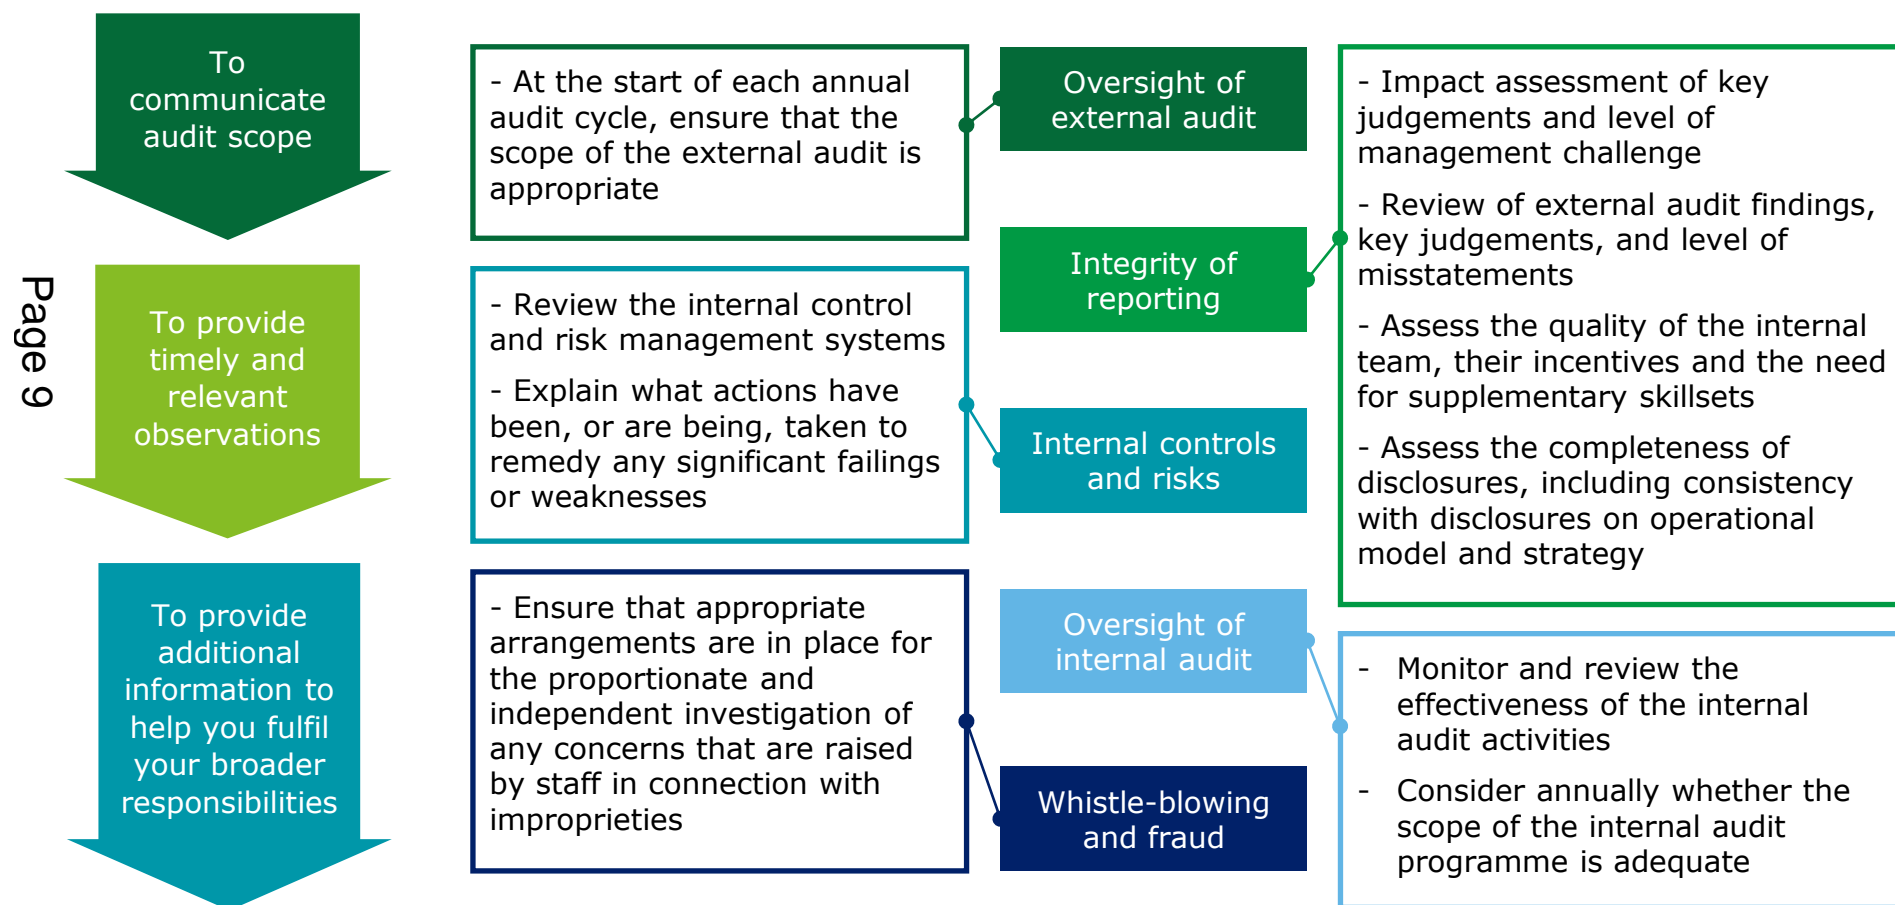 To
communicate
audit scope
Page 9
To provide
timely and
relevant
observations
To provide
additional
information to
help you fulfil
your broader
responsibilities
- At the start of each annual
audit cycle, ensure that the
scope of the external audit is
appropriate
- Review the internal control
and risk management systems
- Explain what actions have
been, or are being, taken to
remedy any significant failings
or weaknesses
- Ensure that appropriate
arrangements are in place for
the proportionate and
independent investigation of
any concerns that are raised
by staff in connection with
improprieties
Oversight of
external audit
Integrity of
reporting
Internal controls
and risks
Oversight of
internal audit
Whistle-blowing
and fraud
- Impact assessment of key
judgements and level of
management challenge
- Review of external audit findings,
key judgements, and level of
misstatements
- Assess the quality of the internal
team, their incentives and the need
for supplementary skillsets
- Assess the completeness of
disclosures, including consistency
with disclosures on operational
model and strategy
- Monitor and review the
effectiveness of the internal
audit activities
- Consider annually whether the
scope of the internal audit
programme is adequate